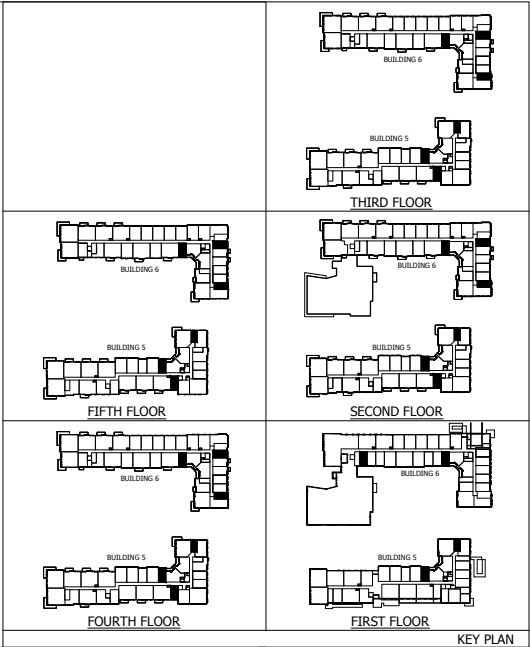 BUILDING 6
BUILDING 5
THIRD FLOOR
BUILDING 6
BUILDING 5
FIFTH FLOOR
BUILDING 6
BUILDING 5
SECOND FLOOR
BUILDING 6
BUILDING 5
FOURTH FLOOR
BUILDING 6
BUILDING 5
FIRST FLOOR
KEY PLAN